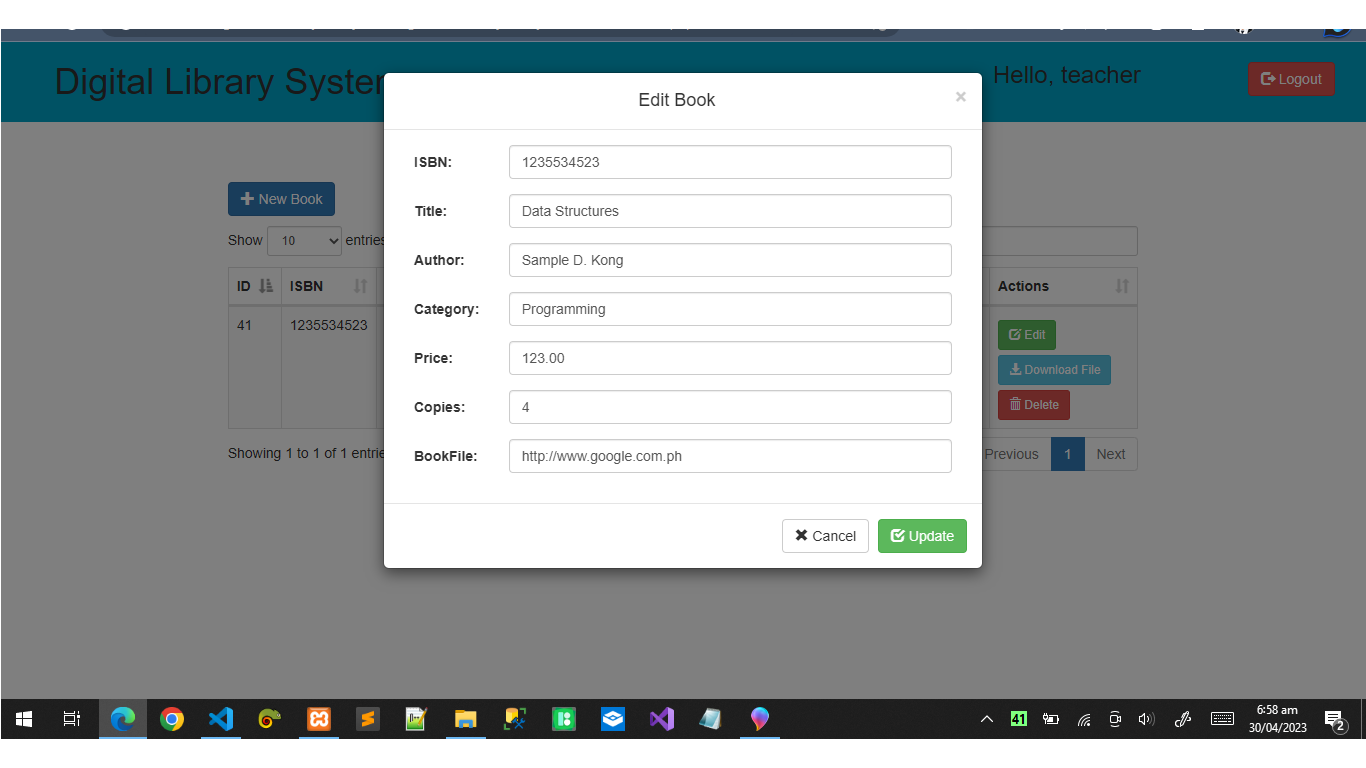 Digital Library Syster
Hello, teacher
Logout
Edit Book
×
ISBN: 1235534523
Title: Data Structures
Author: Sample D. Kong
Category: Programming
Price: 123.00
Copies: 4
BookFile: http://www.google.com.ph
Cancel Update
New Book
Show 10 entries
ID ISBN Actions
41 1235534523 Edit
Download File
Delete
Showing 1 to 1 of 1 entrie
Previous 1 Next
41
6:58 am
30/04/2023
2